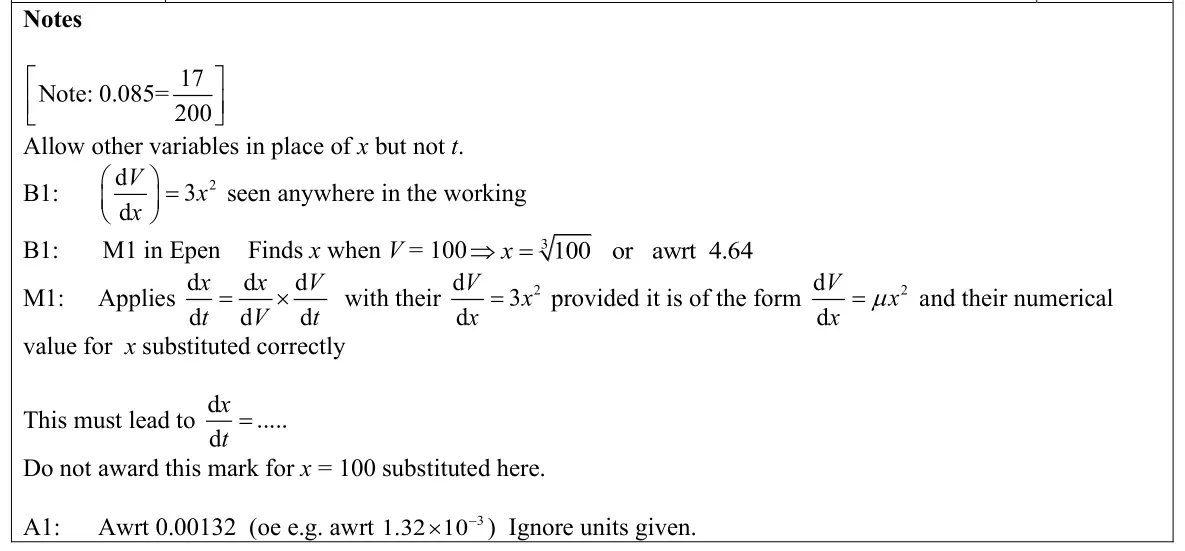 Notes
[Note: 0.085=17/200]
Allow other variables in place of x but not t.
B1: (dV/dx) = 3x² seen anywhere in the working
B1: M1 in Epen Finds x when V = 100 ⇒ x = ∛100 or awrt 4.64
M1: Applies dx/dt = dx/dV × dV/dt with their dV/dx = 3x² provided it is of the form dV/dx = μx² and their numerical
value for x substituted correctly
This must lead to dx/dt = .....
Do not award this mark for x = 100 substituted here.
A1: Awrt 0.00132 (oe e.g. awrt 1.32×10⁻³) Ignore units given.